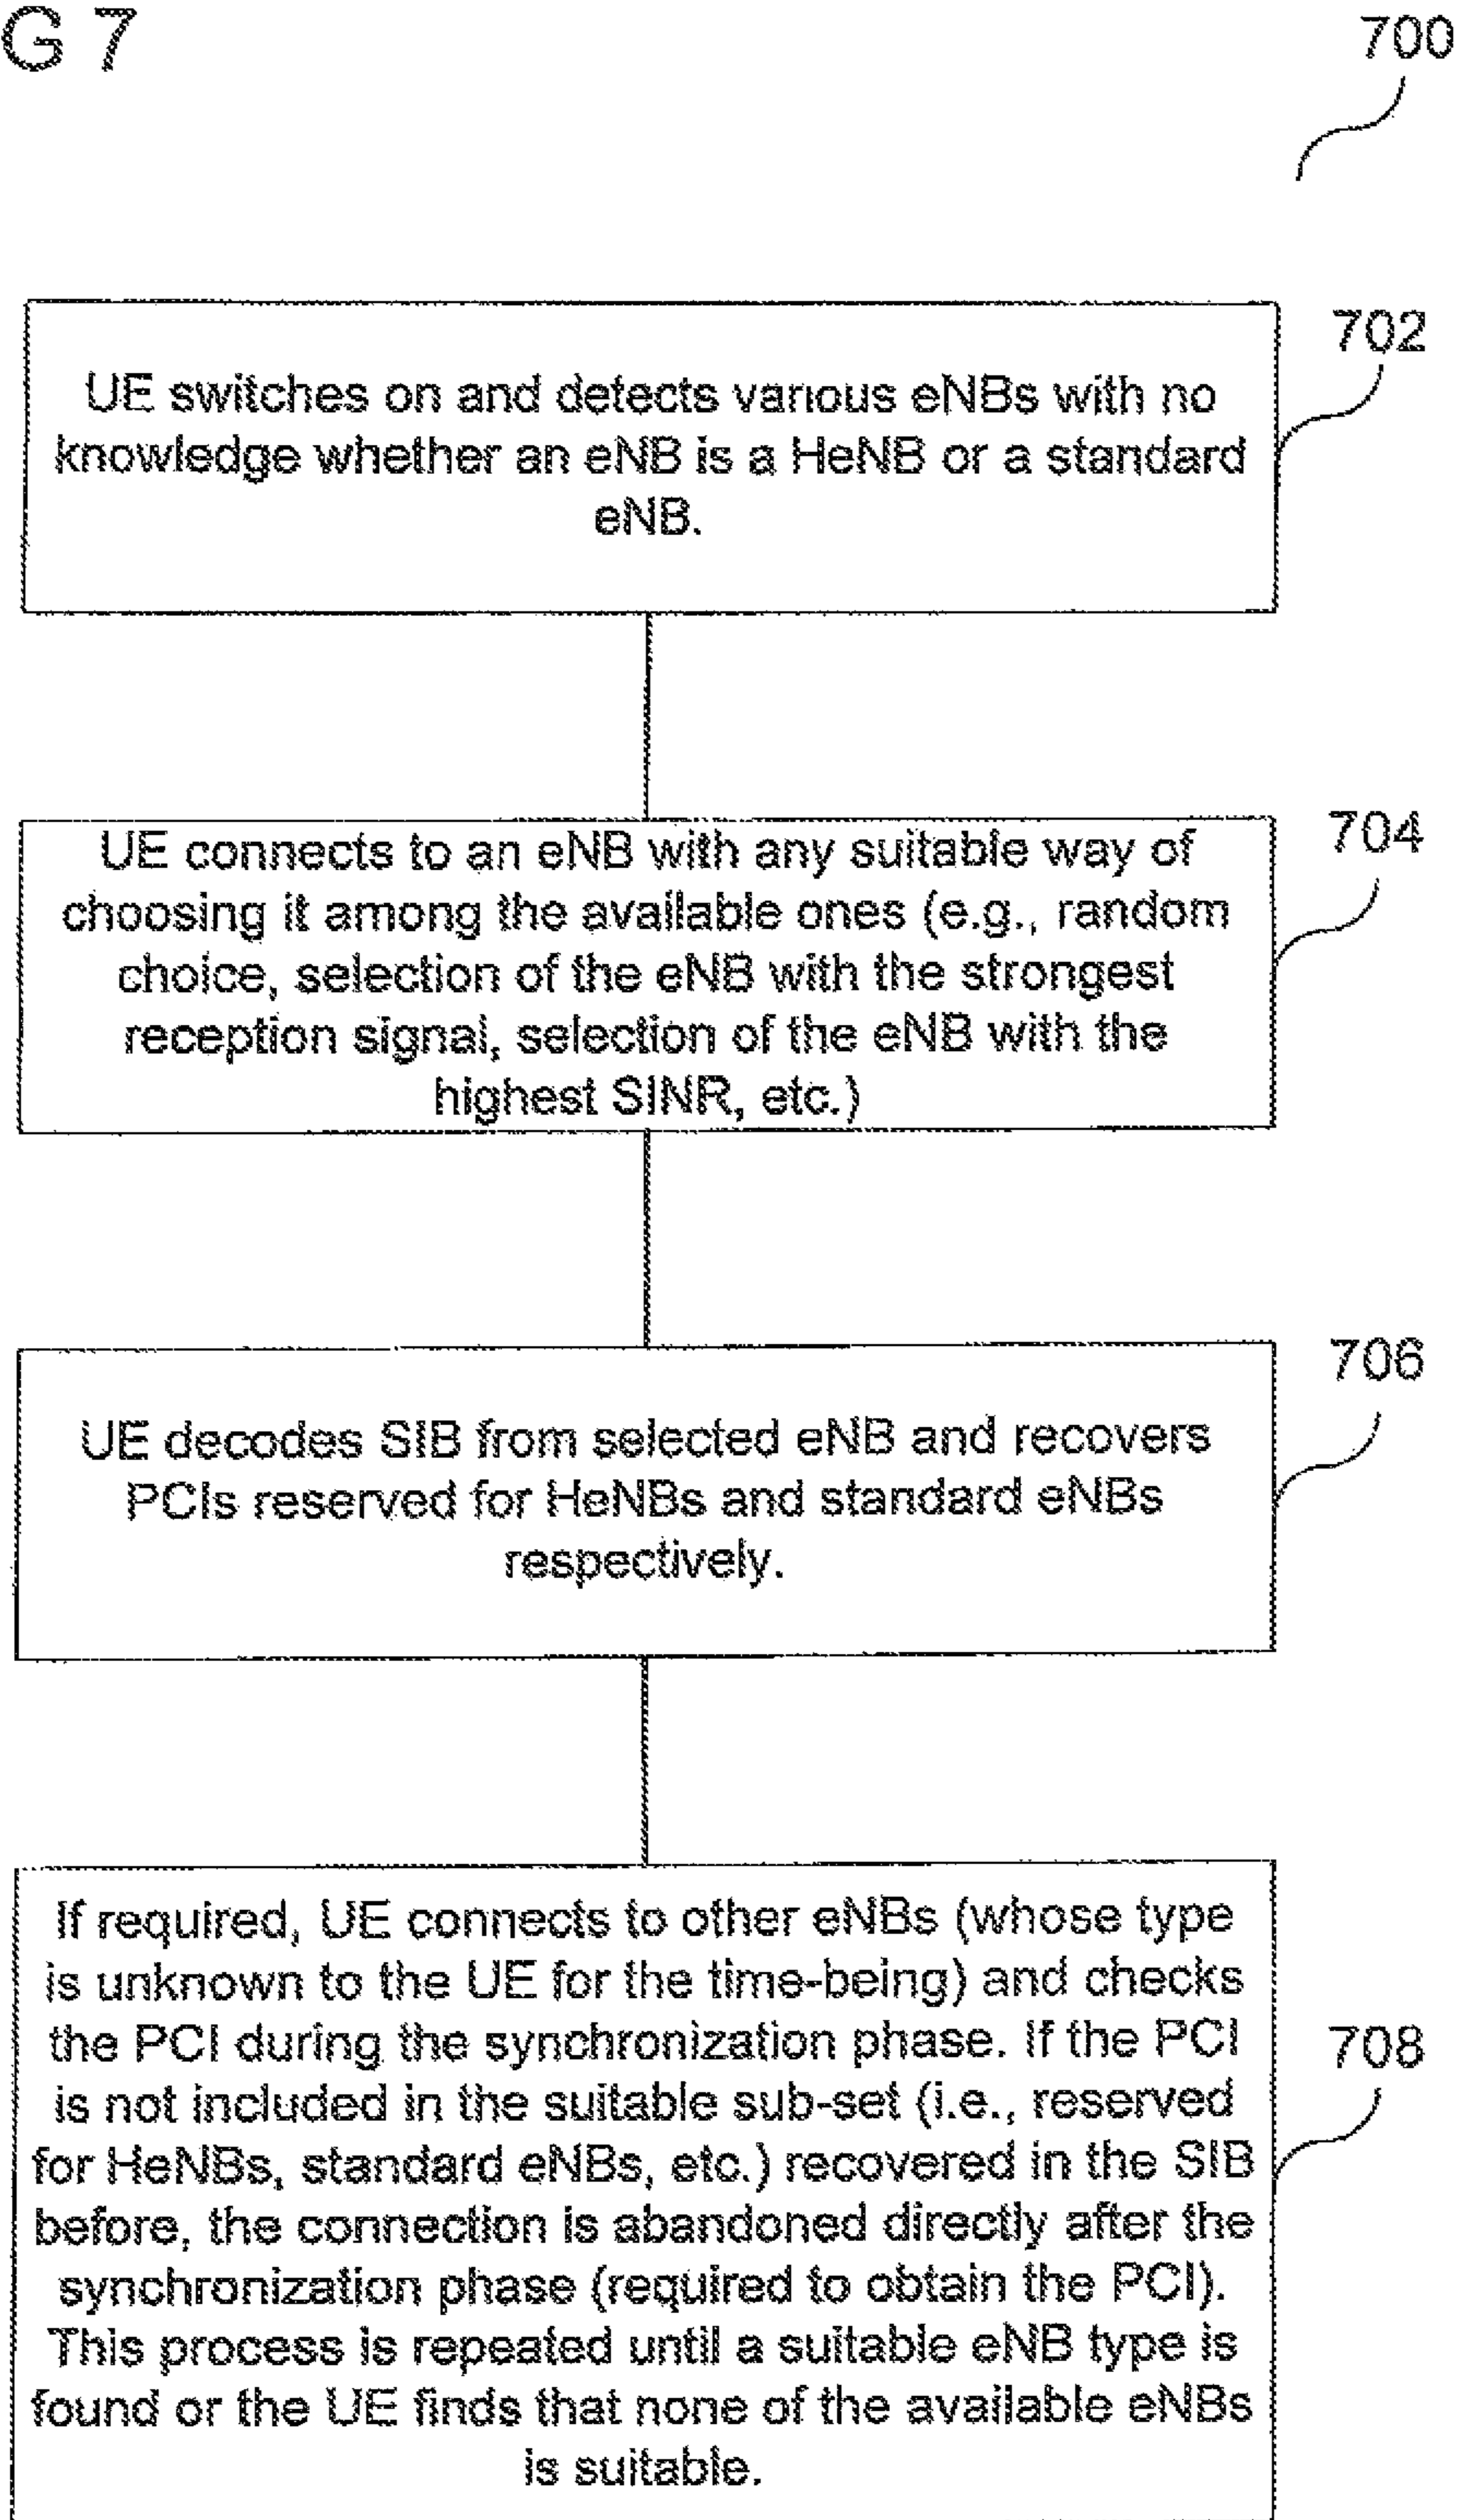 G 7
700
702
UE switches on and detects various eNBs with no
knowledge whether an eNB is a HeNB or a standard
eNB.
704
UE connects to an eNB with any suitable way of
choosing it among the available ones (e.g., random
choice, selection of the eNB with the strongest
reception signal, selection of the eNB with the
highest SINR, etc.)
706
UE decodes SIB from selected eNB and recovers
PCIs reserved for HeNBs and standard eNBs
respectively.
708
If required, UE connects to other eNBs (whose type
is unknown to the UE for the time-being) and checks
the PCI during the synchronization phase. If the PCI
is not included in the suitable sub-set (i.e., reserved
for HeNBs, standard eNBs, etc.) recovered in the SIB
before, the connection is abandoned directly after the
synchronization phase (required to obtain the PCI).
This process is repeated until a suitable eNB type is
found or the UE finds that none of the available eNBs
is suitable.